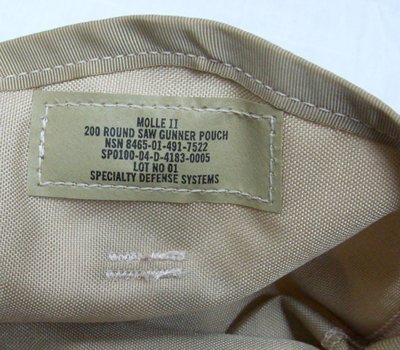 MOLLE II
200 ROUND SAW GUNNER POUCH
NSN 8465-01-491-7522
SP0100-04-D-4183-0005
LOT NO 01
SPECIALTY DEFENSE SYSTEMS